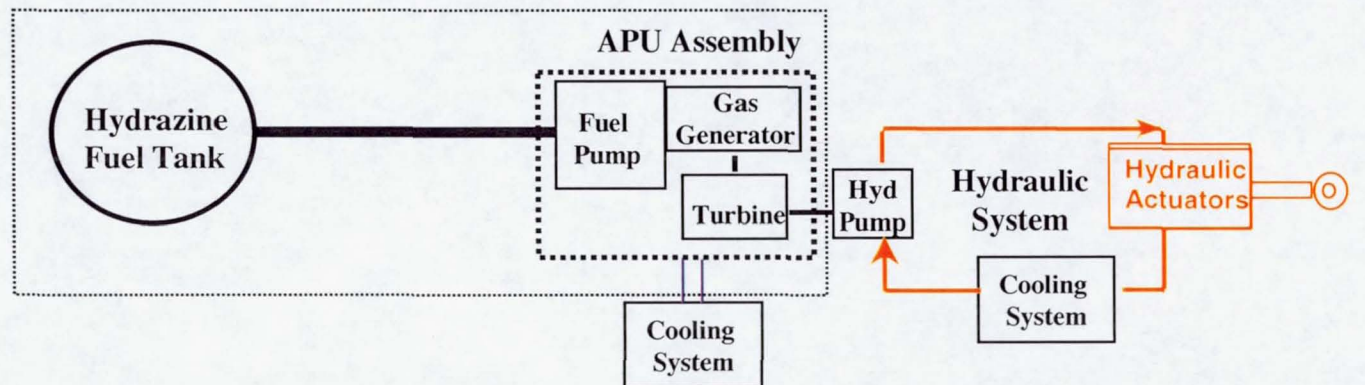 APU Assembly
Hydrazine
Fuel Tank
Fuel
Pump
Gas
Generator
Turbine
Hyd
Pump
Hydraulic
System
Hydraulic
Actuators
Cooling
System
Cooling
System